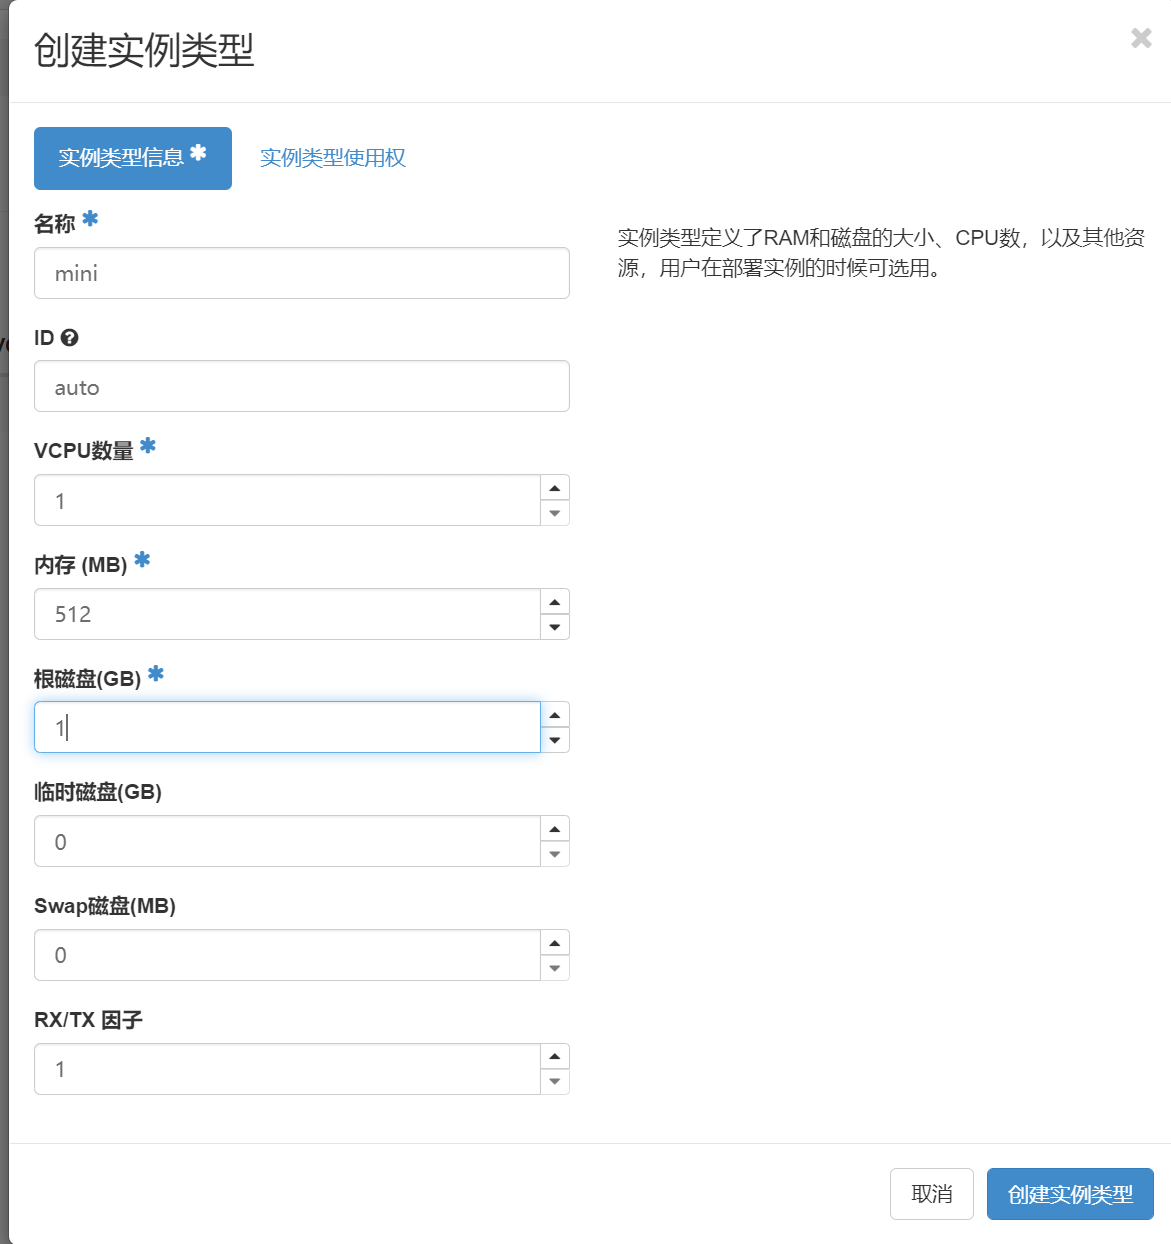 创建实例类型
实例类型信息 *
实例类型使用权
名称 *
mini
实例类型定义了RAM和磁盘的大小、CPU数，以及其他资
源，用户在部署实例的时候可选用。
ID
auto
VCPU数量 *
1
内存 (MB) *
512
根磁盘(GB) *
1
临时磁盘(GB)
0
Swap磁盘(MB)
0
RX/TX 因子
1
取消
创建实例类型